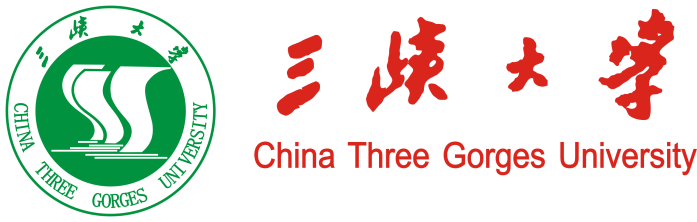 三峡大学
CHINA THREE GORGES UNIVERSITY
三峡大学
China Three Gorges University